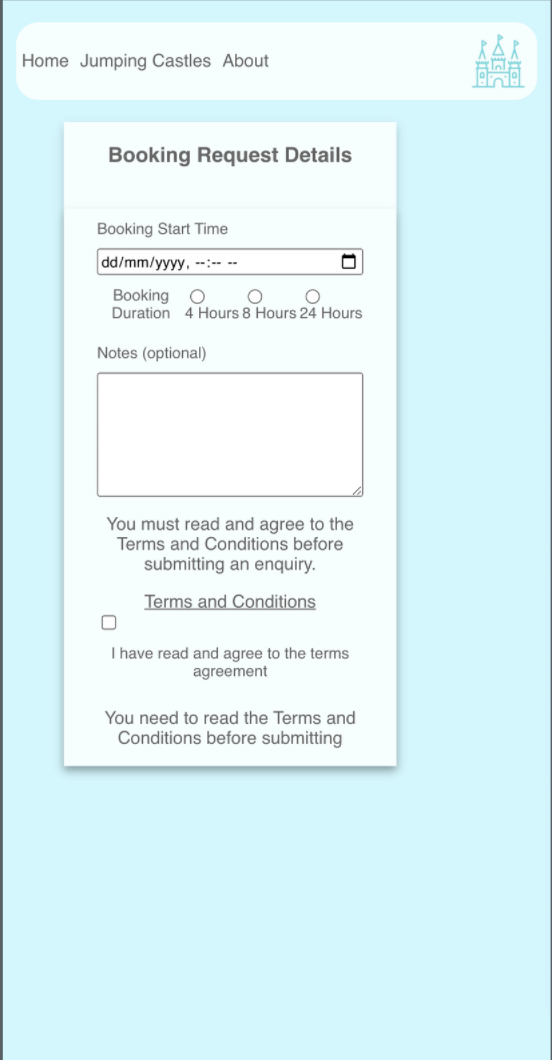 Home Jumping Castles About
Booking Request Details
Booking Start Time
dd/mm/yyyy, --:-- --
Booking
Duration
4 Hours 8 Hours 24 Hours
Notes (optional)
You must read and agree to the
Terms and Conditions before
submitting an enquiry.
Terms and Conditions
I have read and agree to the terms
agreement
You need to read the Terms and
Conditions before submitting